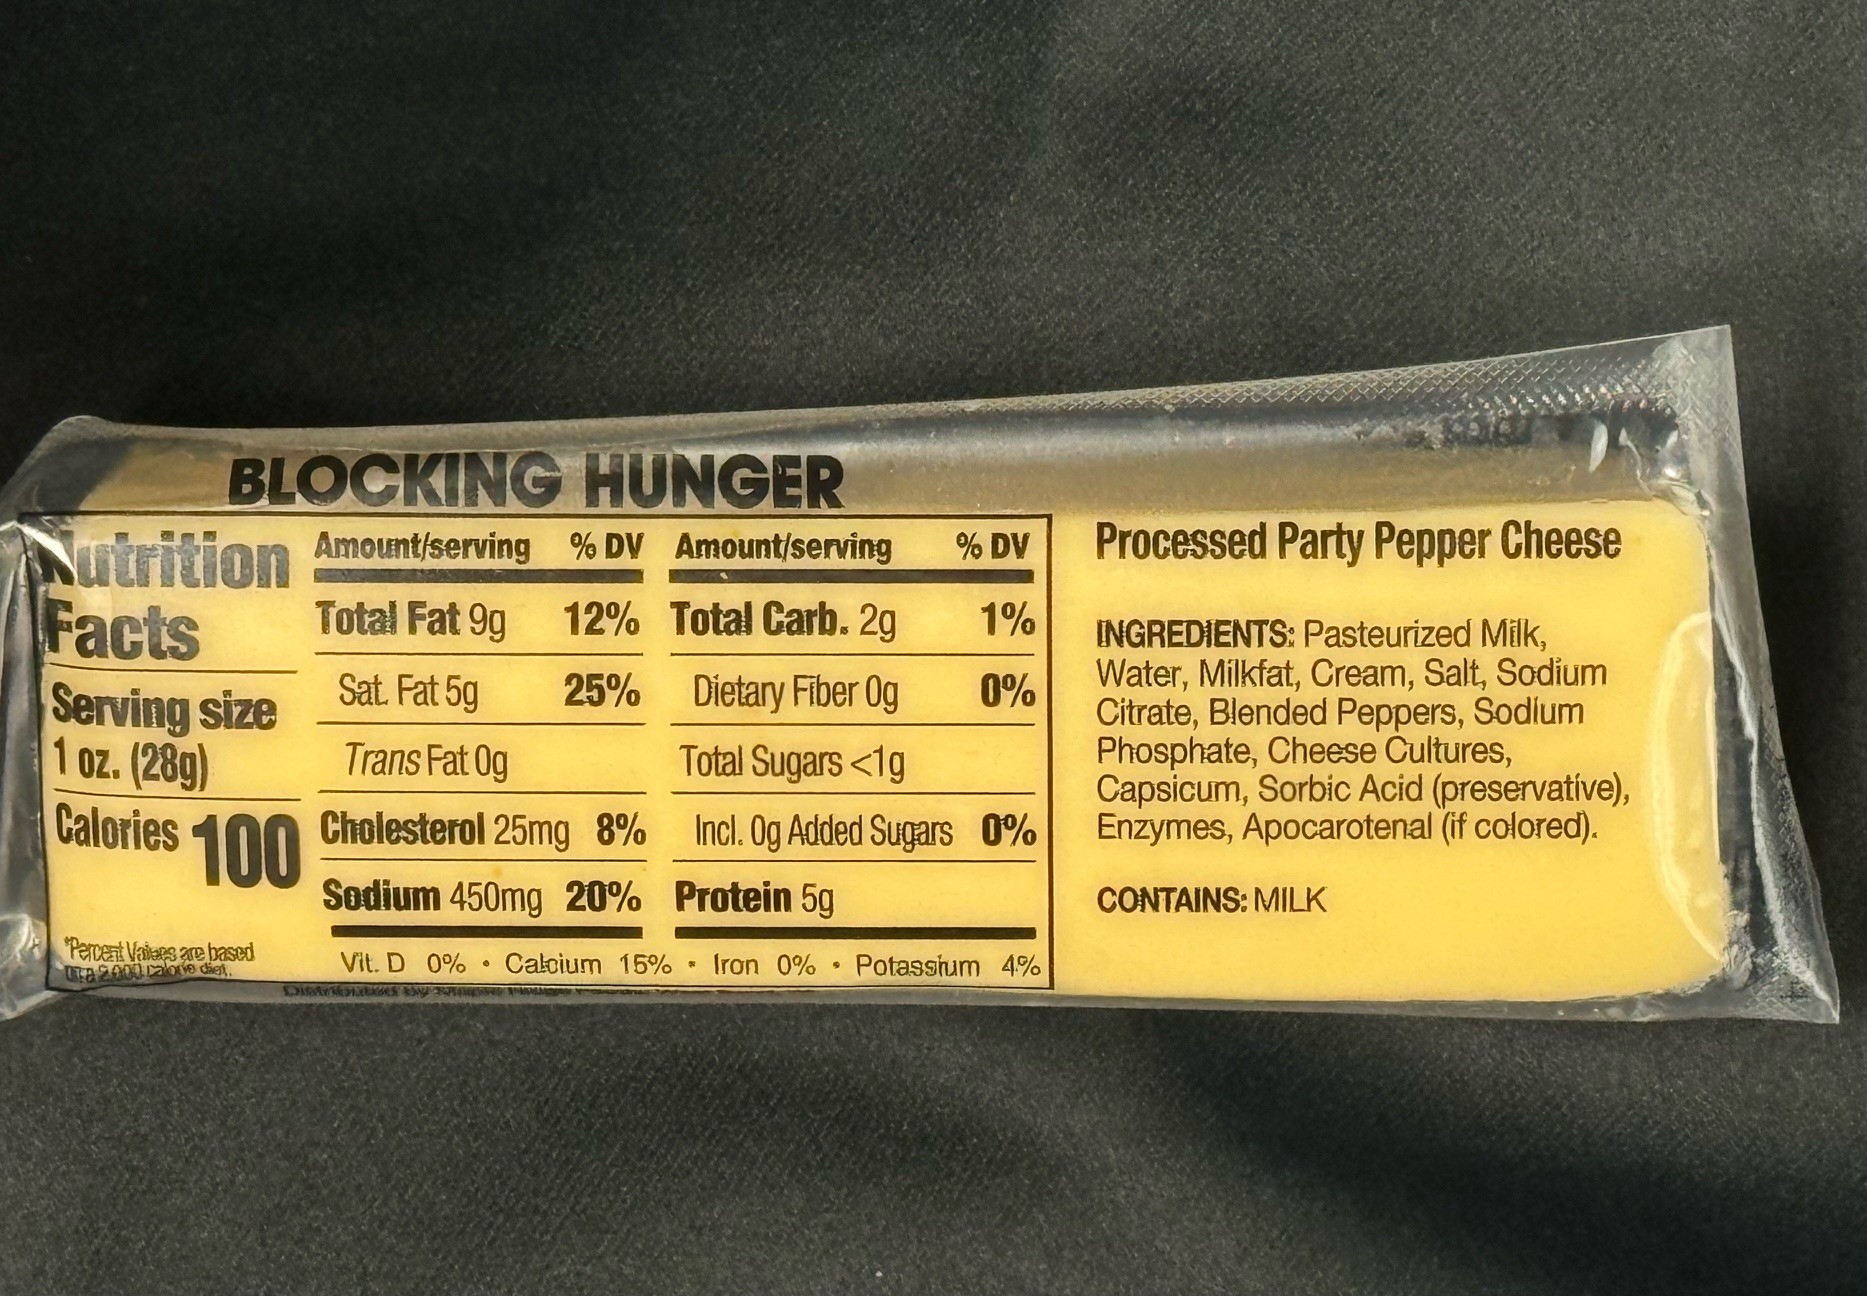 BLOCKING HUNGER
Nutrition
Facts
Serving size
1 oz. (28g)
Calories 100
*Percent Values are based
on a 2,000 calorie diet.
Amount/serving % DV
Total Fat 9g 12%
Sat. Fat 5g 25%
Trans Fat 0g
Cholesterol 25mg 8%
Sodium 450mg 20%
Amount/serving % DV
Total Carb. 2g 1%
Dietary Fiber 0g 0%
Total Sugars <1g
Incl. 0g Added Sugars 0%
Protein 5g
Vit. D 0% • Calcium 15% • Iron 0% • Potassium 4%
Distributed by
Processed Party Pepper Cheese
INGREDIENTS: Pasteurized Milk,
Water, Milkfat, Cream, Salt, Sodium
Citrate, Blended Peppers, Sodium
Phosphate, Cheese Cultures,
Capsicum, Sorbic Acid (preservative),
Enzymes, Apocarotenal (if colored).
CONTAINS: MILK